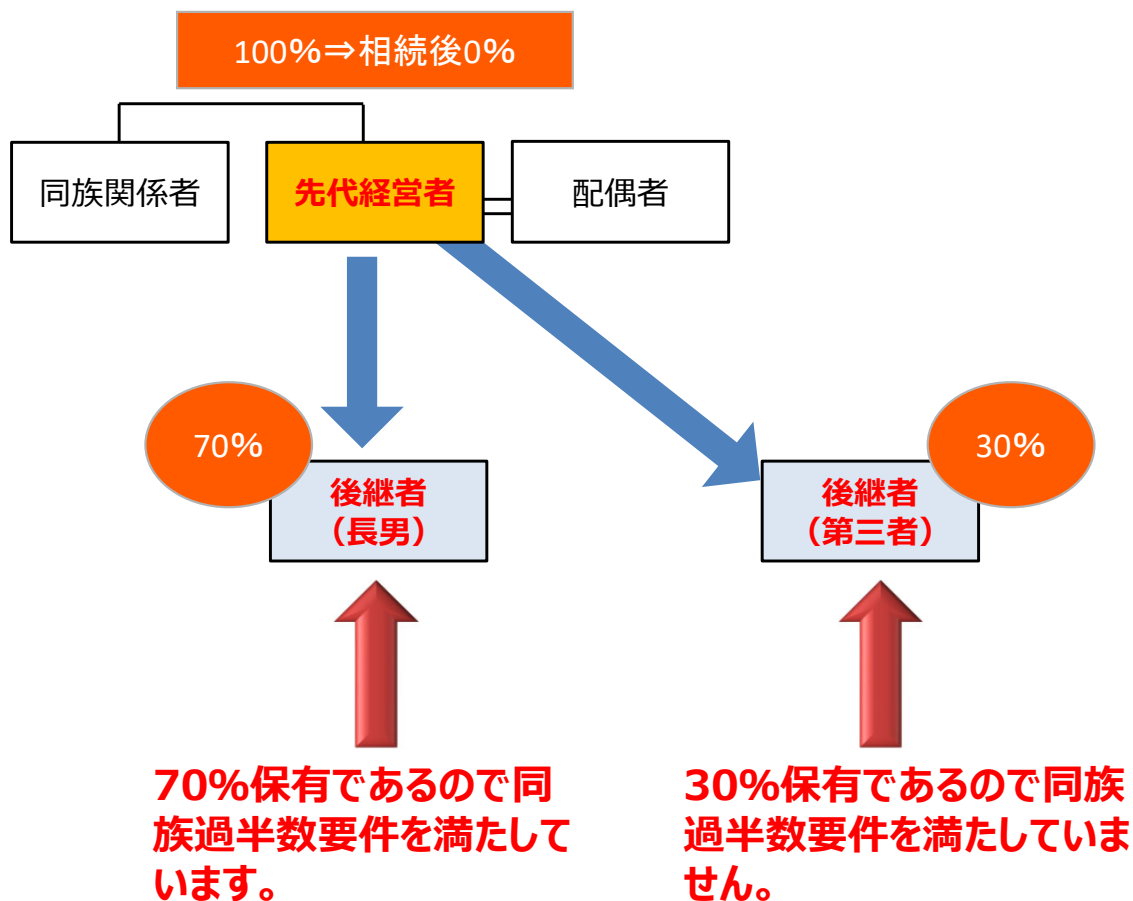 100%⇒相続後0%
同族関係者
先代経営者
配偶者
70%
30%
後継者
（長男）
後継者
（第三者）
70%保有であるので同
族過半数要件を満たして
います。
30%保有であるので同族
過半数要件を満たしていま
せん。